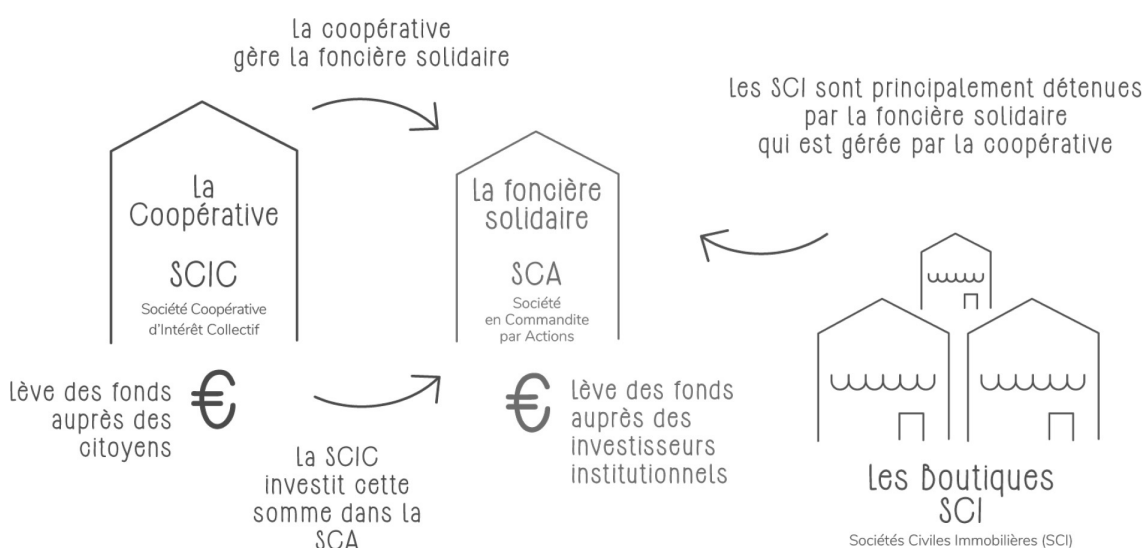 La coopérative
gère la foncière solidaire
Les SCI sont principalement détenues
par la foncière solidaire
qui est gérée par la coopérative
La
Coopérative
SCIC
Société Coopérative
d'Intérêt Collectif
La foncière
solidaire
SCA
Société
en Commandite
par Actions
Lève des fonds
auprès des
citoyens
€
La SCIC
investit cette
somme dans la
SCA
€
Lève des fonds
auprès des
investisseurs
institutionnels
Les Boutiques
SCI
Sociétés Civiles Immobilières (SCI)